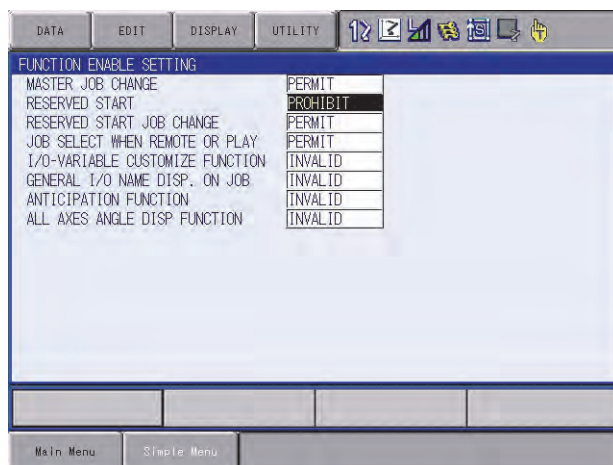 DATA EDIT DISPLAY UTILITY
FUNCTION ENABLE SETTING
MASTER JOB CHANGE PERMIT
RESERVED START PROHIBIT
RESERVED START JOB CHANGE PERMIT
JOB SELECT WHEN REMOTE OR PLAY PERMIT
I/O-VARIABLE CUSTOMIZE FUNCTION INVALID
GENERAL I/O NAME DISP. ON JOB INVALID
ANTICIPATION FUNCTION INVALID
ALL AXES ANGLE DISP FUNCTION INVALID
Main Menu Simple Menu